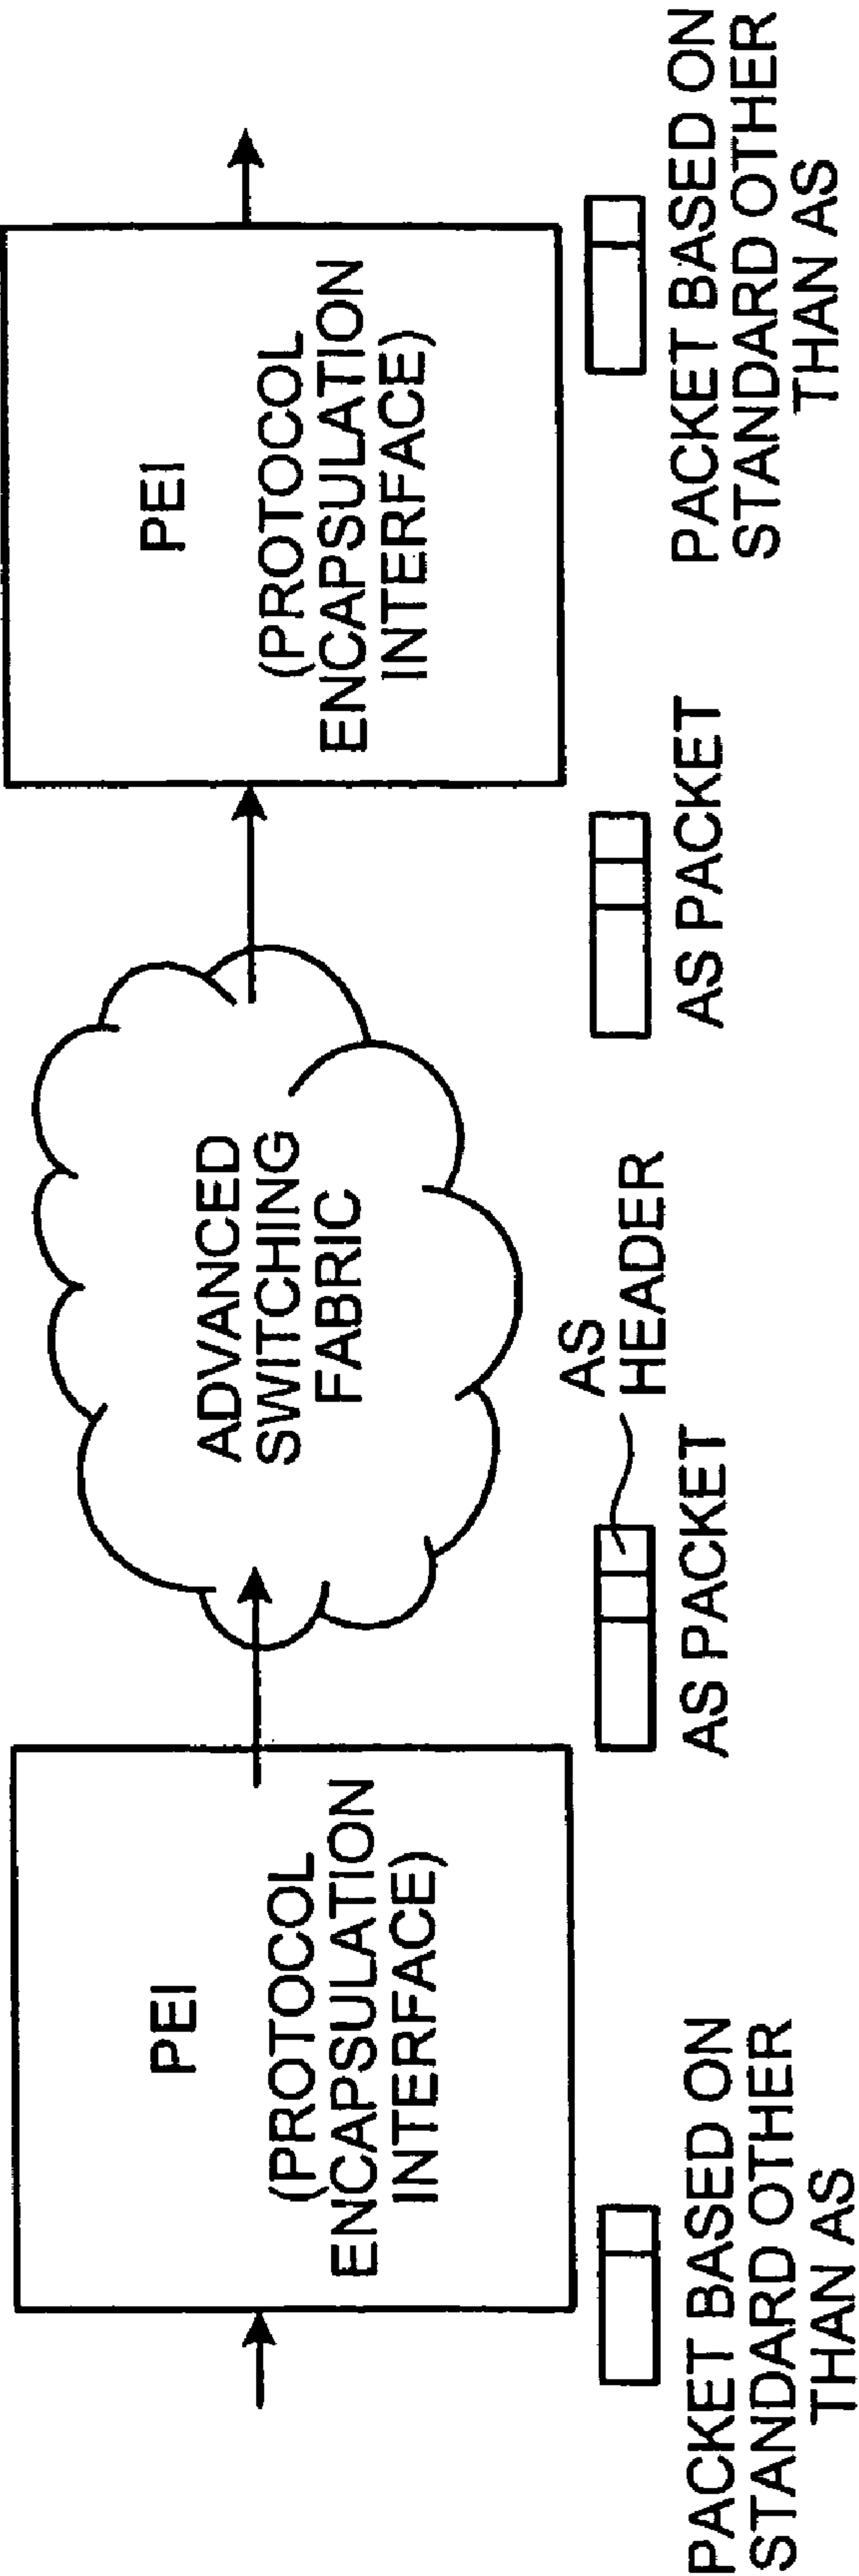 PEI
(PROTOCOL
ENCAPSULATION
INTERFACE)
ADVANCED
SWITCHING
FABRIC
PEI
(PROTOCOL
ENCAPSULATION
INTERFACE)
PACKET BASED ON
STANDARD OTHER
THAN AS
AS PACKET
AS
HEADER
AS PACKET
PACKET BASED ON
STANDARD OTHER
THAN AS